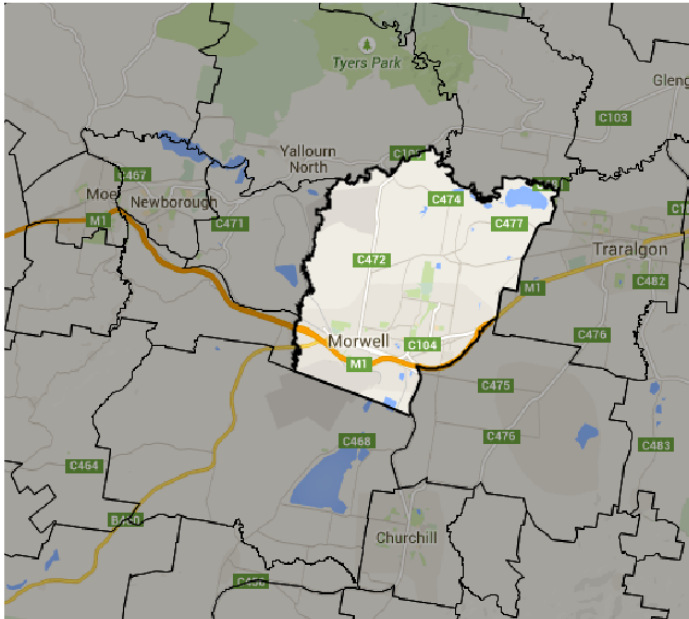 Tyers Park
Gleng
C103
Yallourn
North
C467
Moe
Newborough
C474
M1
C471
C477
Traralgon
C472
C482
M1
C476
Morwell
C104
M1
C475
C468
C476
C483
C464
Churchill